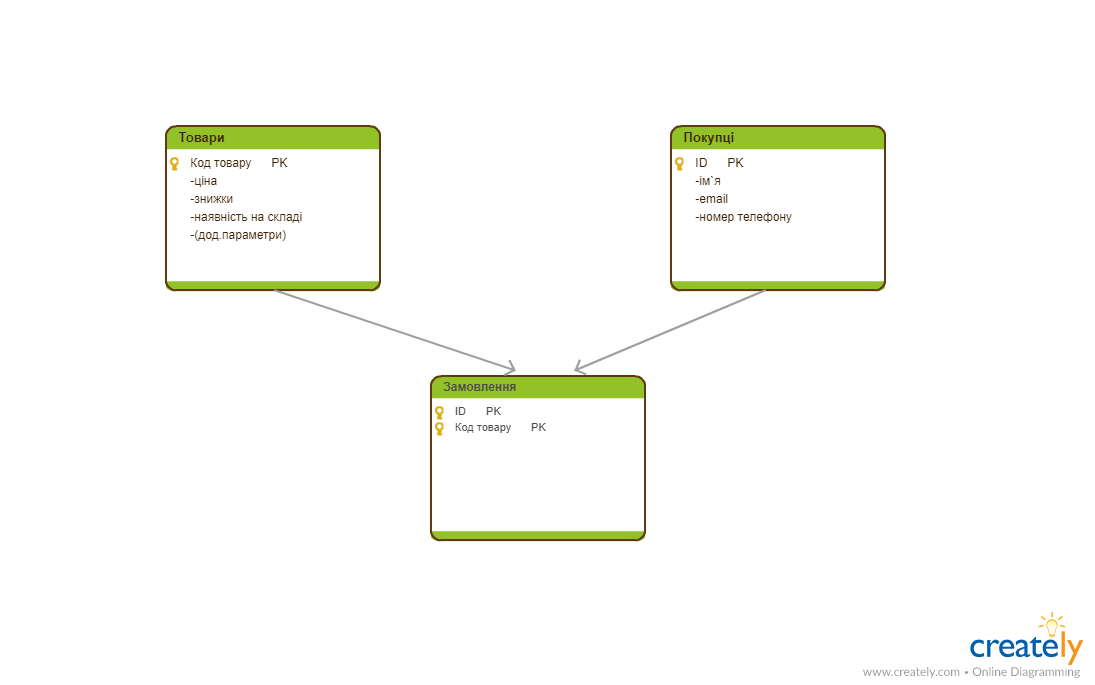 Товари
Код товару PK
-ціна
-знижки
-наявність на складі
-(дод.параметри)
Покупці
ID PK
-ім`я
-email
-номер телефону
Замовлення
ID PK
Код товару PK
creately
www.creately.com • Online Diagramming